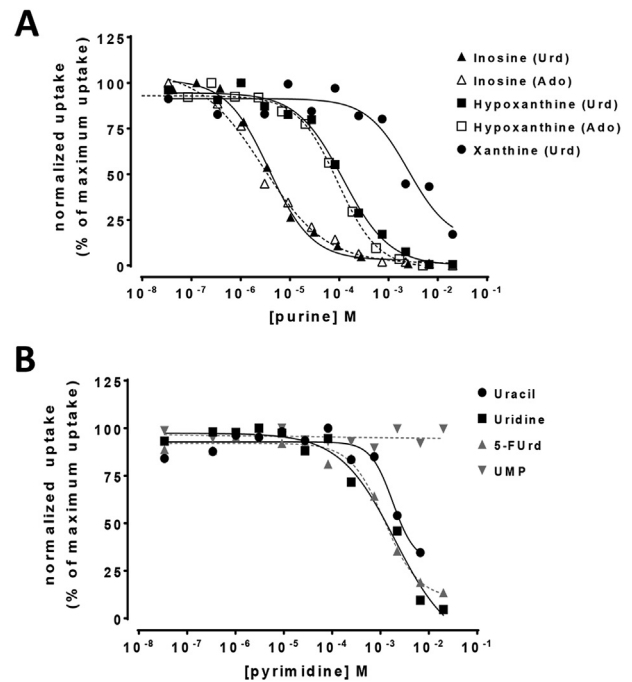 A
normalized uptake
(% of maximum uptake)
125
100
75
50
25
0
10-8 10-7 10-6 10-5 10-4 10-3 10-2 10-1
[purine] M
Inosine (Urd)
Inosine (Ado)
Hypoxanthine (Urd)
Hypoxanthine (Ado)
Xanthine (Urd)
B
normalized uptake
(% of maximum uptake)
125
100
75
50
25
0
10-8 10-7 10-6 10-5 10-4 10-3 10-2 10-1
[pyrimidine] M
Uracil
Uridine
5-FUrd
UMP